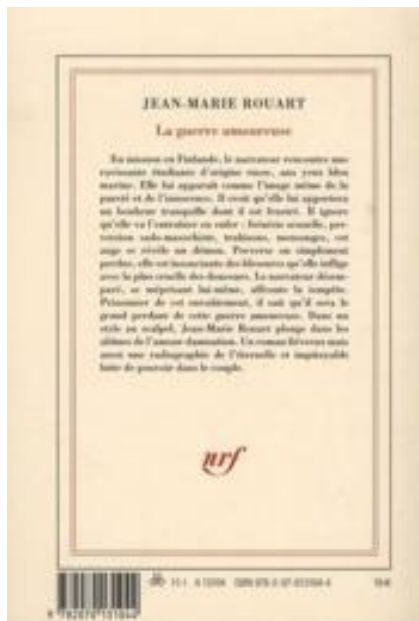 JEAN-MARIE ROUART
La guerre amoureuse
En mission en Finlande, le narrateur rencontre une
ravissante étudiante d'origine russe, aux yeux bleu
marine. Elle lui apparaît comme l'image même de la
pureté et de l'innocence. Il croit qu'elle lui apportera
un bonheur tranquille dont il est frustré. Il ignore
qu'elle va l'entraîner en enfer : frénésie sexuelle, per-
version sado-masochiste, trahisons, mensonges, cet
ange se révèle un démon. Perverse ou simplement
perdue, elle est inconsciente des blessures qu'elle inflige
avec la plus cruelle des douceurs. Le narrateur désem-
paré, se méprisant lui-même, affronte la tempête.
Prisonnier de cet envoûtement, il sait qu'il sera le
grand perdant de cette guerre amoureuse. Dans un
style au scalpel, Jean-Marie Rouart plonge dans les
abîmes de l'amour-damnation. Un roman fiévreux mais
aussi une radiographie de l'éternelle et impitoyable
lutte de pouvoir dans le couple.
nrf
11-I
ISBN 978-2-07